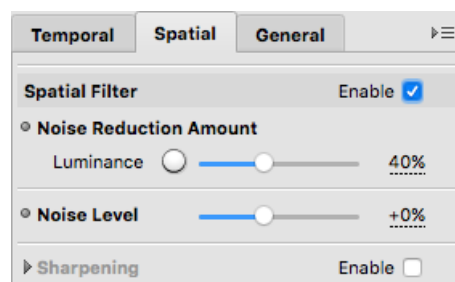 Temporal Spatial General
Spatial Filter Enable
Noise Reduction Amount
Luminance 40%
Noise Level +0%
Sharpening Enable